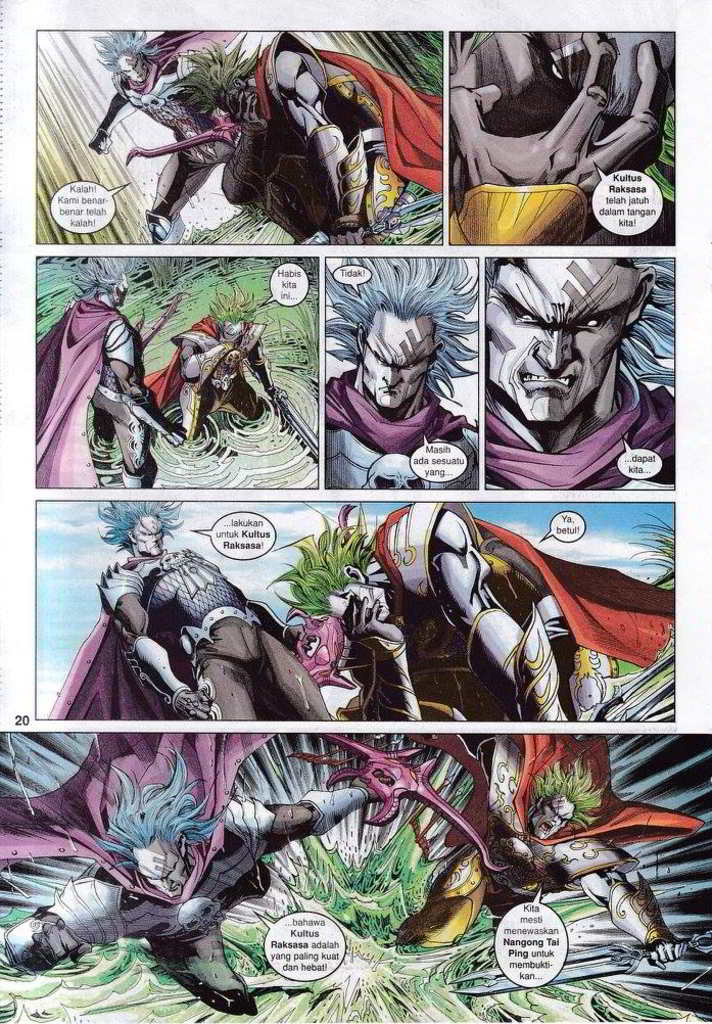 Kalah!
Kami benar-
benar telah
kalah!
Kultus
Raksasa
telah jatuh
dalam tangan
kita!
Habis
kita
ini...
Tidak!
Masih
ada sesuatu
yang...
...dapat
kita...
...lakukan
untuk Kultus
Raksasa!
Ya,
betul!
20
Kita
mesti
menewaskan
Nangong Tai
Ping untuk
membukti-
kan...
...bahawa
Kultus
Raksasa adalah
yang paling kuat
dan hebat!